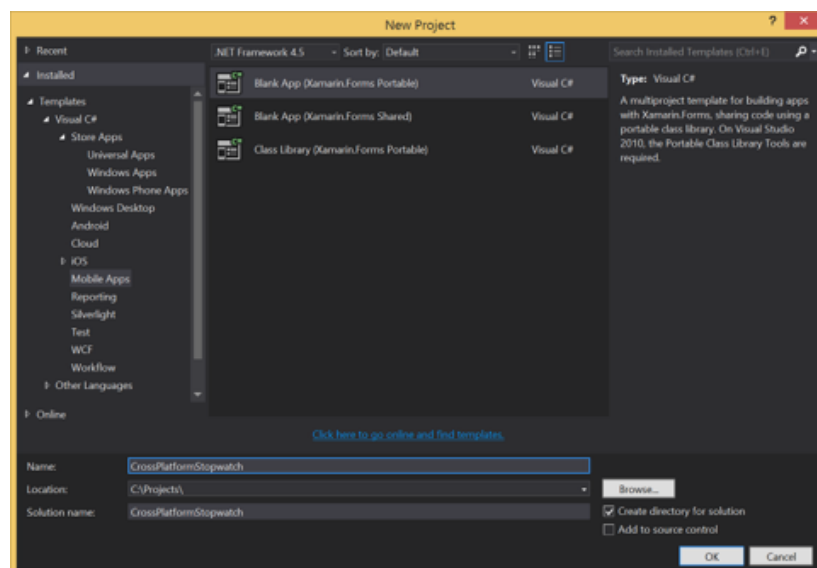 New Project
? ×
Recent
.NET Framework 4.5 Sort by: Default
Search Installed Templates (Ctrl+E)
Installed
Templates
Visual C#
Store Apps
Universal Apps
Windows Apps
Windows Phone Apps
Windows Desktop
Android
Cloud
iOS
Mobile Apps
Reporting
Silverlight
Test
WCF
Workflow
Other Languages
Online
Blank App (Xamarin.Forms Portable) Visual C#
Blank App (Xamarin.Forms Shared) Visual C#
Class Library (Xamarin.Forms Portable) Visual C#
Type: Visual C#
A multiproject template for building apps
with Xamarin.Forms, sharing code using a
portable class library. On Visual Studio
2010, the Portable Class Library Tools are
required.
Click here to go online and find templates.
Name: CrossPlatformStopwatch
Location: C:\Projects\
Browse...
Solution name: CrossPlatformStopwatch
Create directory for solution
Add to source control
OK Cancel